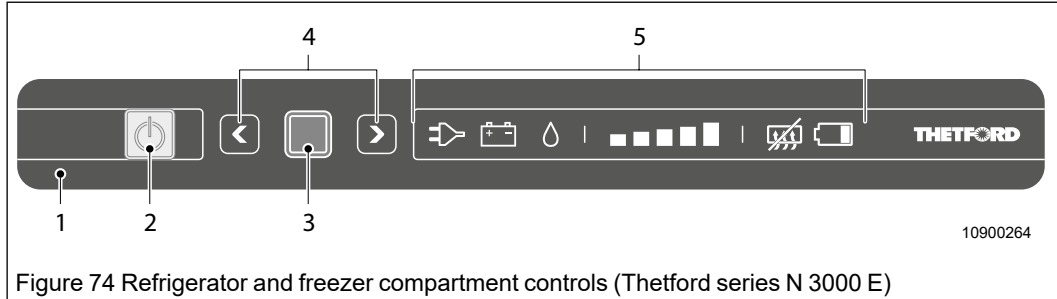 4 5
THETFORD
1 2 3
10900264
Figure 74 Refrigerator and freezer compartment controls (Thetford series N 3000 E)